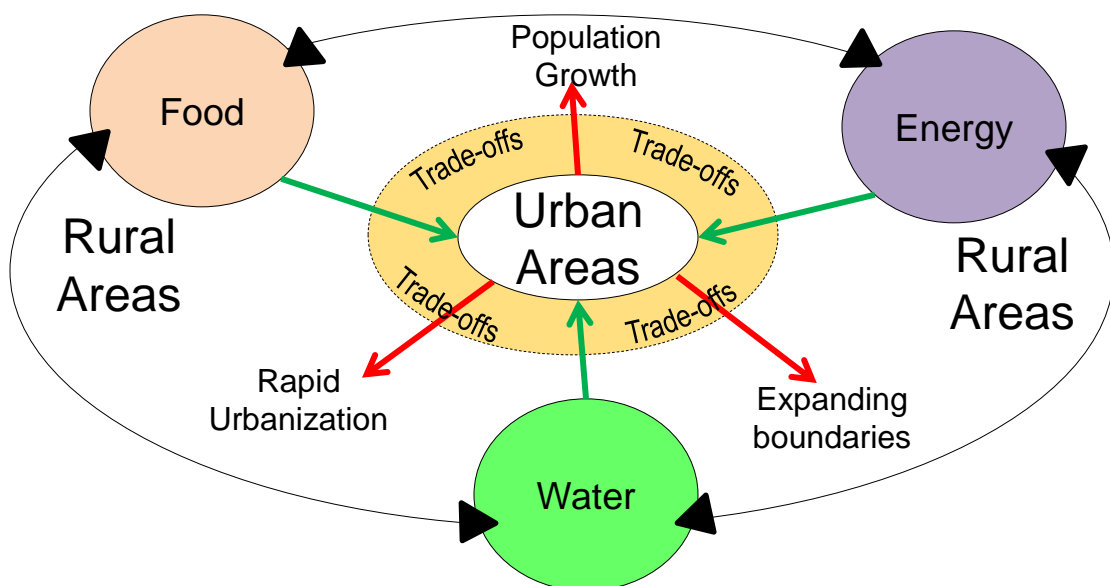 Population
Growth
Food
Energy
Trade-offs
Trade-offs
Urban
Areas
Rural
Areas
Rural
Areas
Trade-offs
Trade-offs
Rapid
Urbanization
Expanding
boundaries
Water